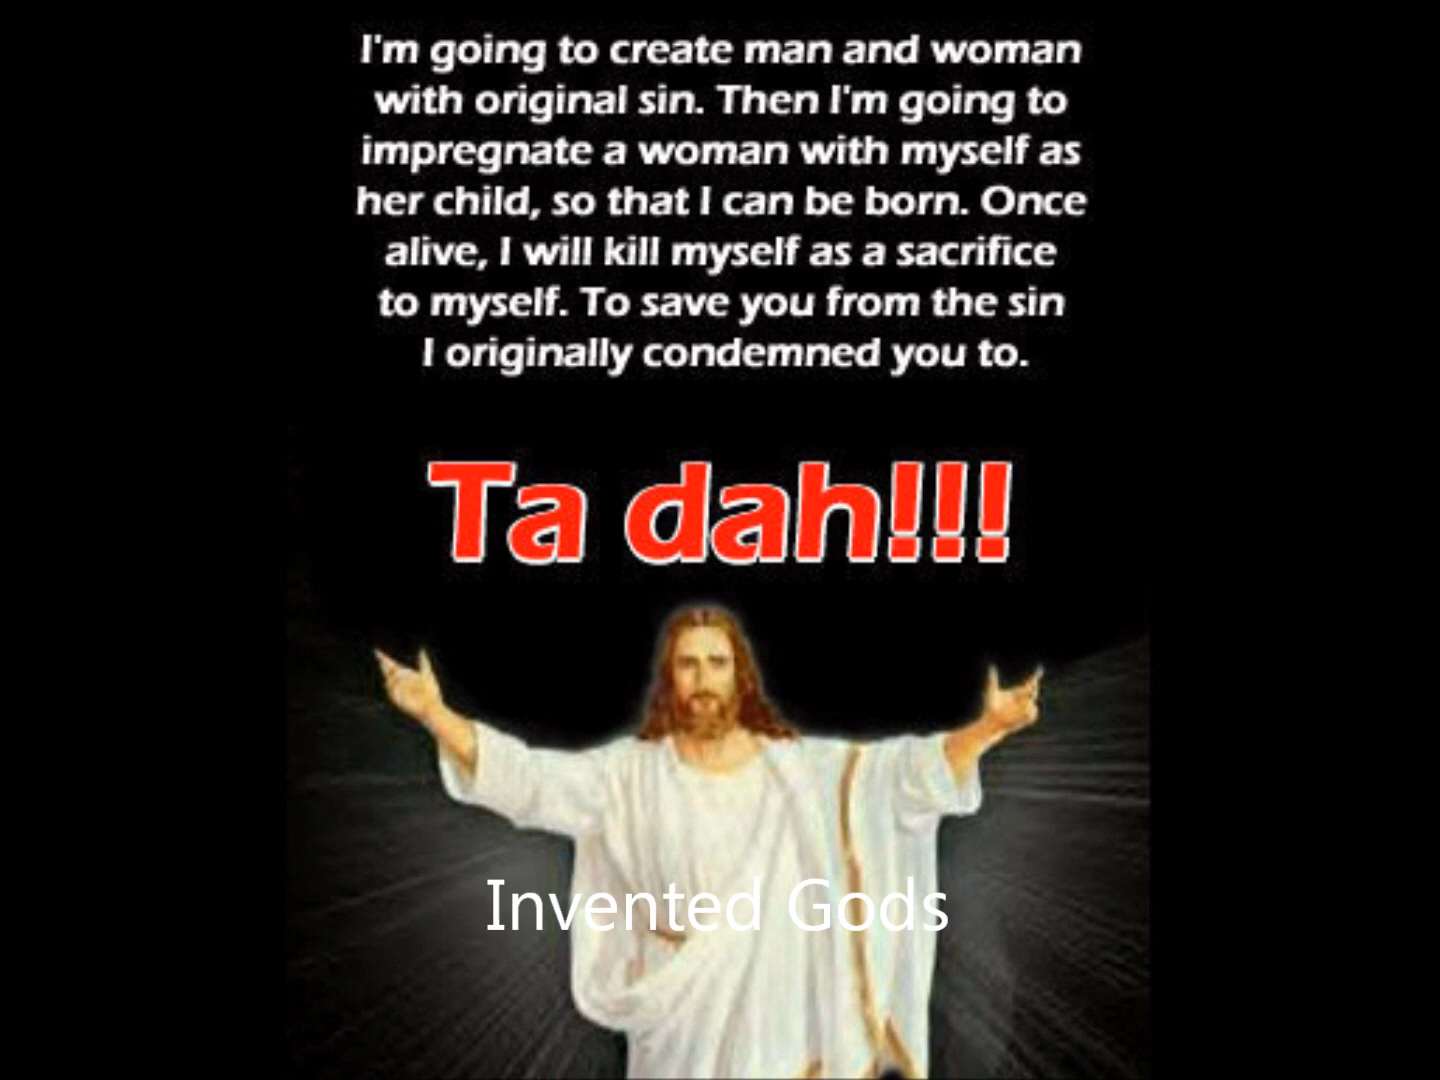 I'm going to create man and woman
with original sin. Then I'm going to
impregnate a woman with myself as
her child, so that I can be born. Once
alive, I will kill myself as a sacrifice
to myself. To save you from the sin
I originally condemned you to.
Ta dah!!!
Invented Gods